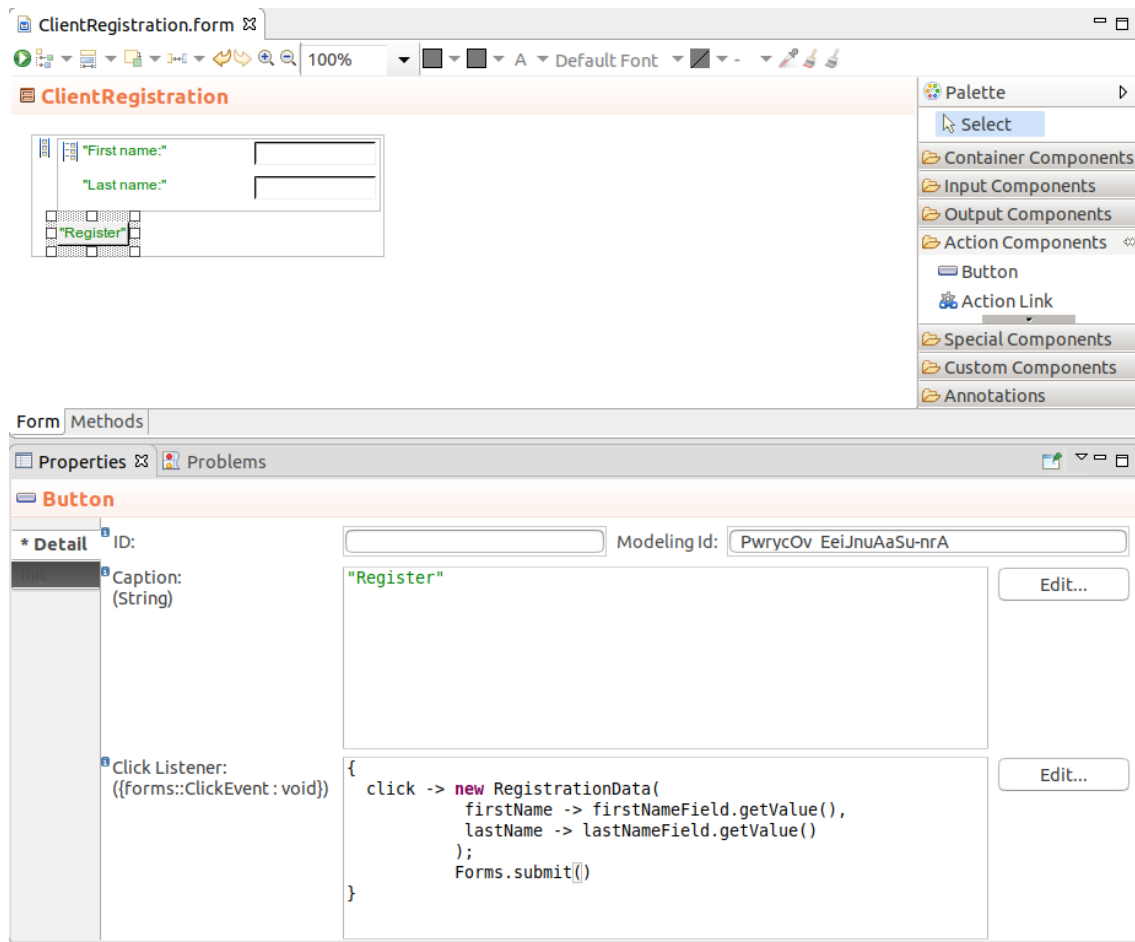 ClientRegistration.form
100%
A
Default Font
-
ClientRegistration
"First name:"
"Last name:"
"Register"
Palette
Select
Container Components
Input Components
Output Components
Action Components
Button
Action Link
Special Components
Custom Components
Annotations
Form Methods
Properties Problems
Button
* Detail
Init
ID:
Modeling Id: PwrycOv EeiJnuAaSu-nrA
Caption:
(String)
"Register"
Edit...
Click Listener:
({forms::ClickEvent : void})
{
click -> new RegistrationData(
firstName -> firstNameField.getValue(),
lastName -> lastNameField.getValue()
);
Forms.submit()
}
Edit...